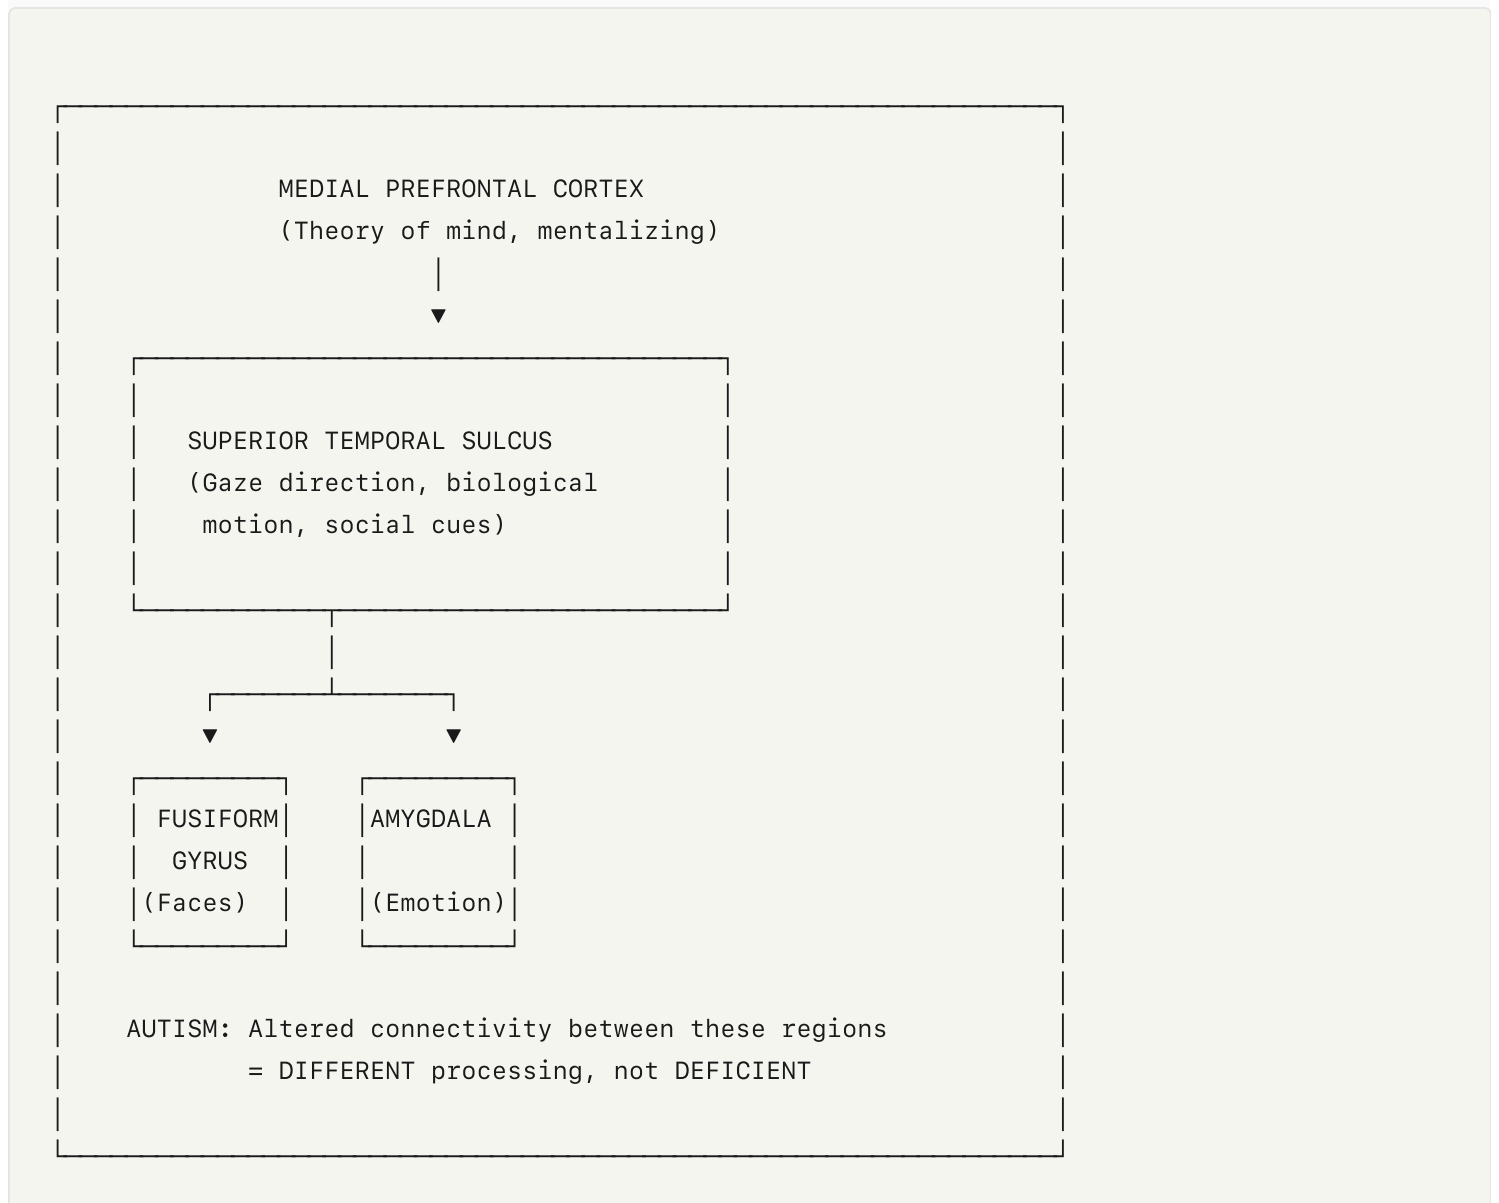 MEDIAL PREFRONTAL CORTEX
(Theory of mind, mentalizing)
SUPERIOR TEMPORAL SULCUS
(Gaze direction, biological
motion, social cues)
FUSIFORM
GYRUS
(Faces)
AMYGDALA
(Emotion)
AUTISM: Altered connectivity between these regions
= DIFFERENT processing, not DEFICIENT